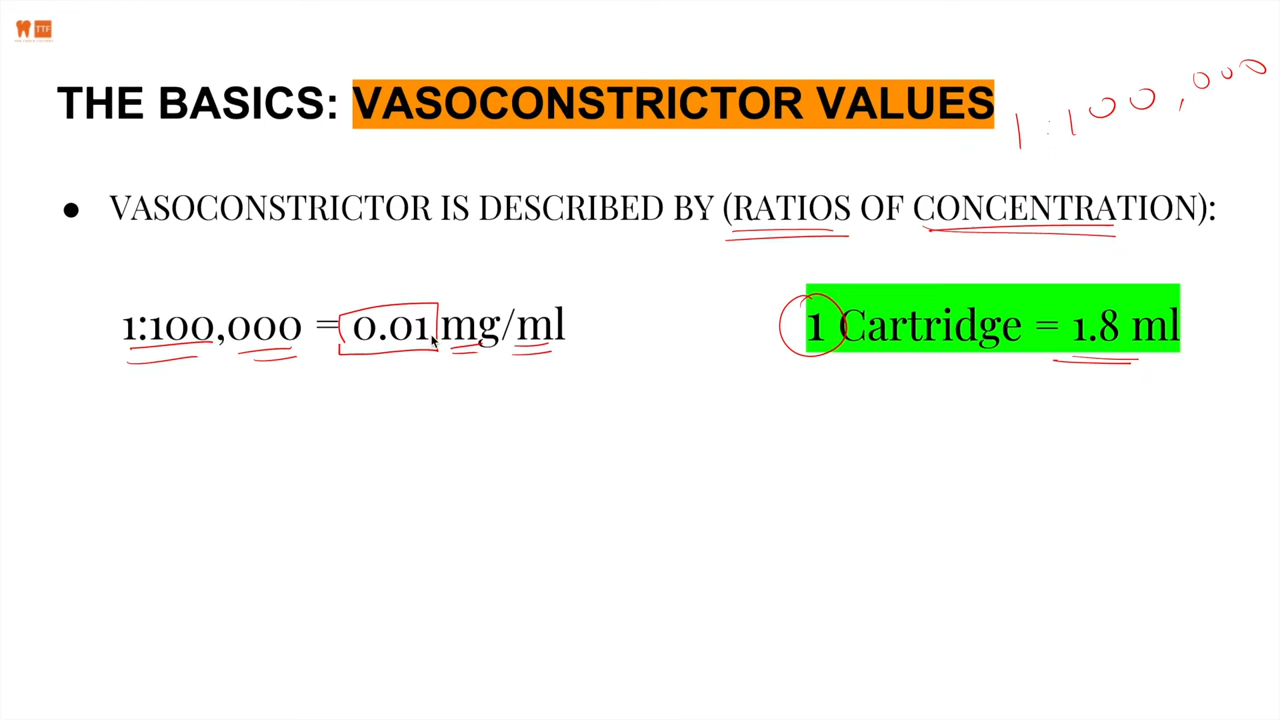 TTF
THE BASICS: VASOCONSTRICTOR VALUES
1:100,000
● VASOCONSTRICTOR IS DESCRIBED BY (RATIOS OF CONCENTRATION):
1:100,000 = 0.01 mg/ml
1 Cartridge = 1.8 ml